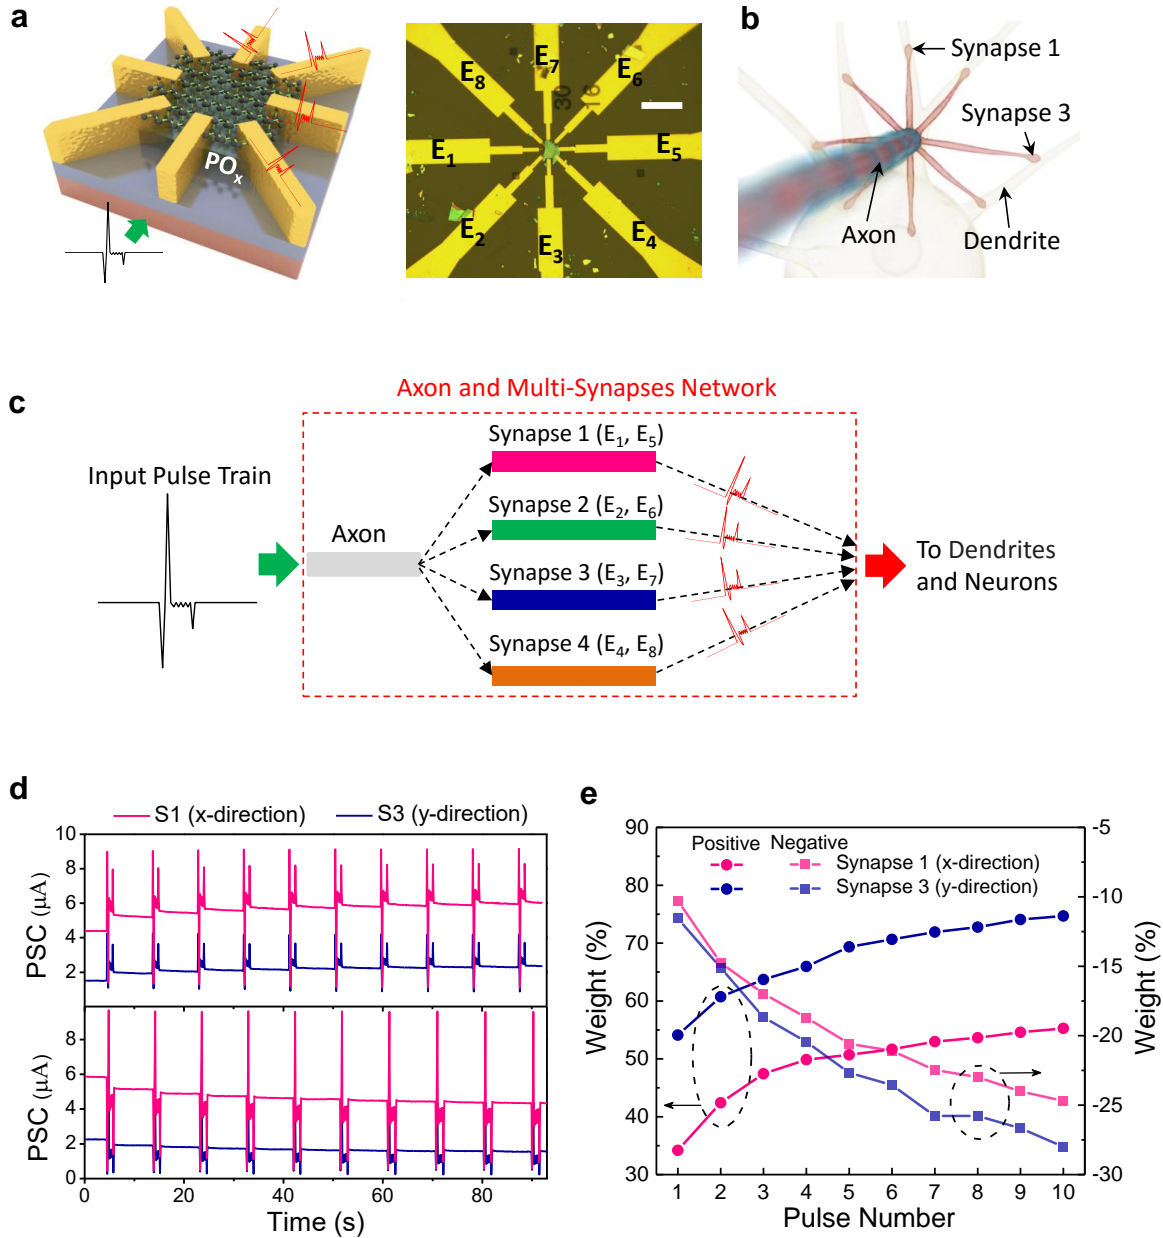 a
POₓ
E₈
E₇
E₆
30
16
E₁
E₅
E₂
E₃
E₄
b
Synapse 1
Synapse 3
Axon
Dendrite
c
Axon and Multi-Synapses Network
Input Pulse Train
Axon
Synapse 1 (E₁, E₅)
Synapse 2 (E₂, E₆)
Synapse 3 (E₃, E₇)
Synapse 4 (E₄, E₈)
To Dendrites
and Neurons
d
S1 (x-direction)
S3 (y-direction)
10
8
6
4
2
PSC (μA)
8
6
4
2
0
PSC (μA)
0
20
40
60
80
Time (s)
e
Positive
Negative
Synapse 1 (x-direction)
Synapse 3 (y-direction)
90
80
70
60
50
40
30
Weight (%)
-5
-10
-15
-20
-25
-30
Weight (%)
1
2
3
4
5
6
7
8
9
10
Pulse Number